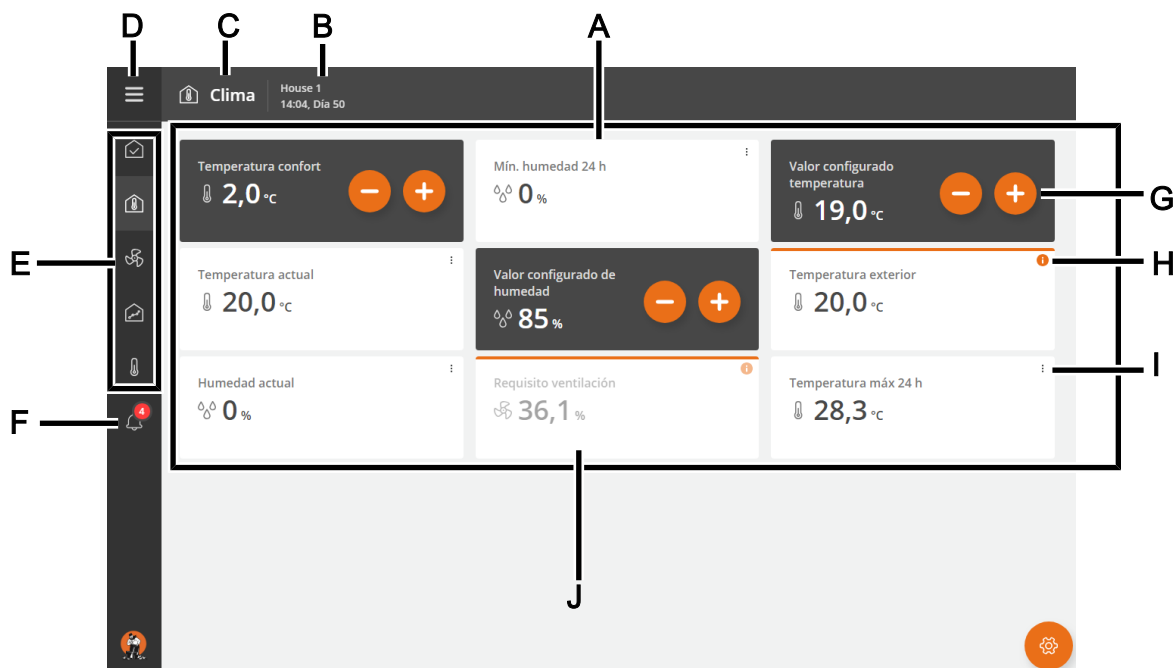 D
C
B
A
Clima
House 1
14:04, Día 50
Temperatura confort
2,0 °C
Mín. humedad 24 h
0 %
Valor configurado
temperatura
19,0 °C
G
E
Temperatura actual
20,0 °C
Valor configurado de
humedad
85 %
Temperatura exterior
20,0 °C
H
Humedad actual
0 %
Requisito ventilación
36,1 %
Temperatura máx 24 h
28,3 °C
I
F
4
J